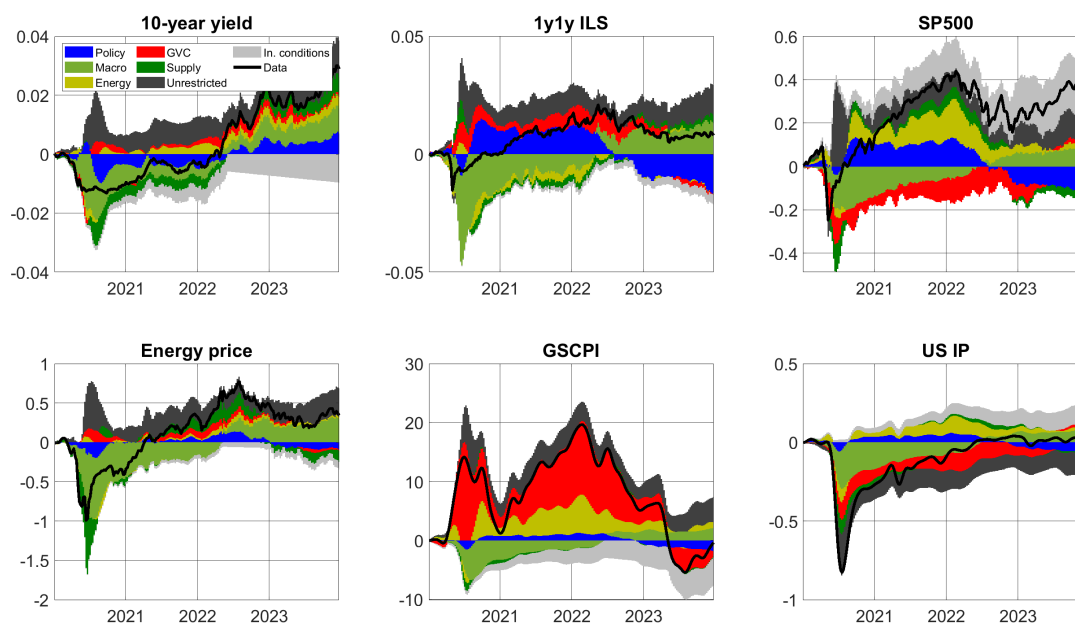 10-year yield
0.04
0.02
0
-0.02
-0.04
2021 2022 2023
Policy GVC In. conditions
Macro Supply Data
Energy Unrestricted
1y1y ILS
0.05
0
-0.05
2021 2022 2023
SP500
0.6
0.4
0.2
0
-0.2
-0.4
2021 2022 2023
Energy price
1
0.5
0
-0.5
-1
-1.5
-2
2021 2022 2023
GSCPI
30
20
10
0
-10
2021 2022 2023
US IP
0.5
0
-0.5
-1
2021 2022 2023